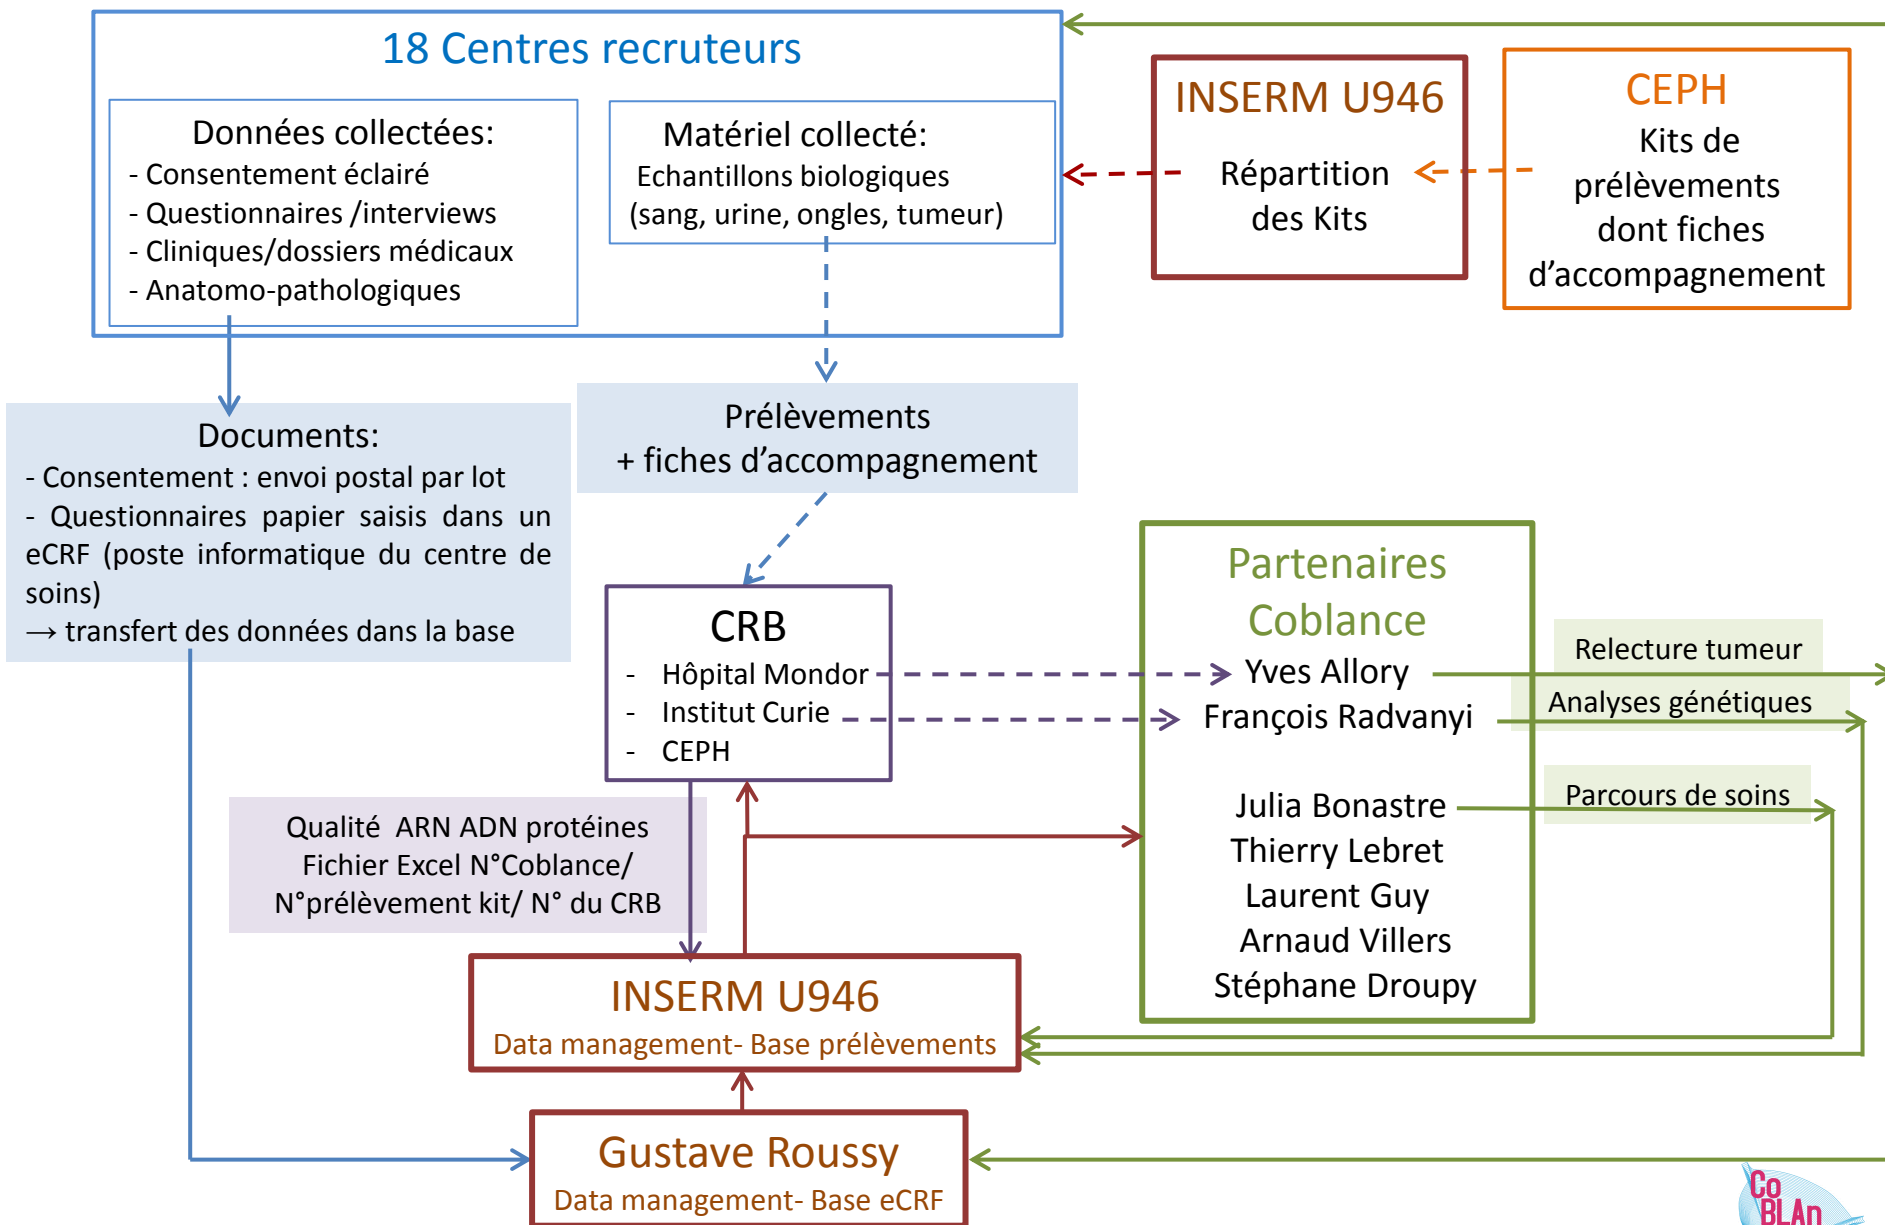 18 Centres recruteurs
Données collectées:
- Consentement éclairé
- Questionnaires /interviews
- Cliniques/dossiers médicaux
- Anatomo-pathologiques
Matériel collecté:
Echantillons biologiques
(sang, urine, ongles, tumeur)
INSERM U946
Répartition
des Kits
CEPH
Kits de
prélèvements
dont fiches
d’accompagnement
Documents:
- Consentement : envoi postal par lot
- Questionnaires papier saisis dans un
eCRF (poste informatique du centre de
soins)
→ transfert des données dans la base
Prélèvements
+ fiches d’accompagnement
CRB
- Hôpital Mondor
- Institut Curie
- CEPH
Partenaires
Coblance
Yves Allory
François Radvanyi
Julia Bonastre
Thierry Lebret
Laurent Guy
Arnaud Villers
Stéphane Droupy
Relecture tumeur
Analyses génétiques
Parcours de soins
Qualité ARN ADN protéines
Fichier Excel N°Coblance/
N°prélèvement kit/ N° du CRB
INSERM U946
Data management- Base prélèvements
Gustave Roussy
Data management- Base eCRF
Co
BLAn